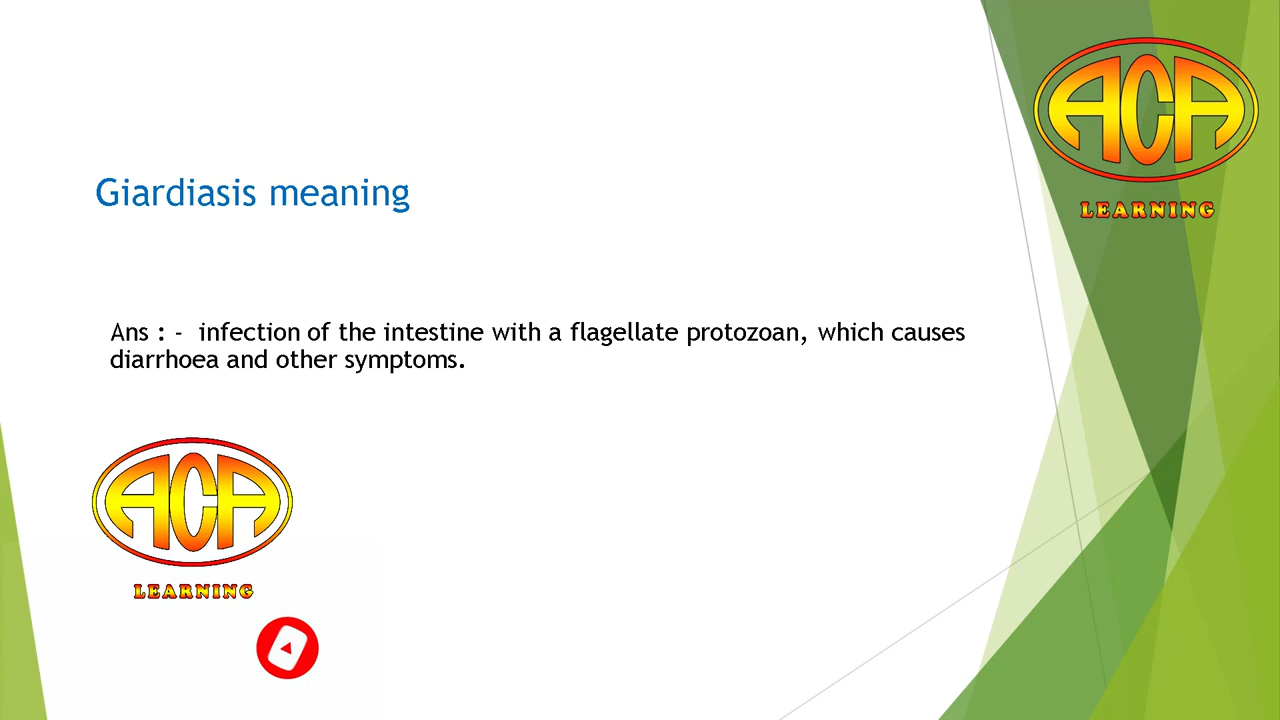 ACA
LEARNING
Giardiasis meaning
Ans : - infection of the intestine with a flagellate protozoan, which causes
diarrhoea and other symptoms.
ACA
LEARNING